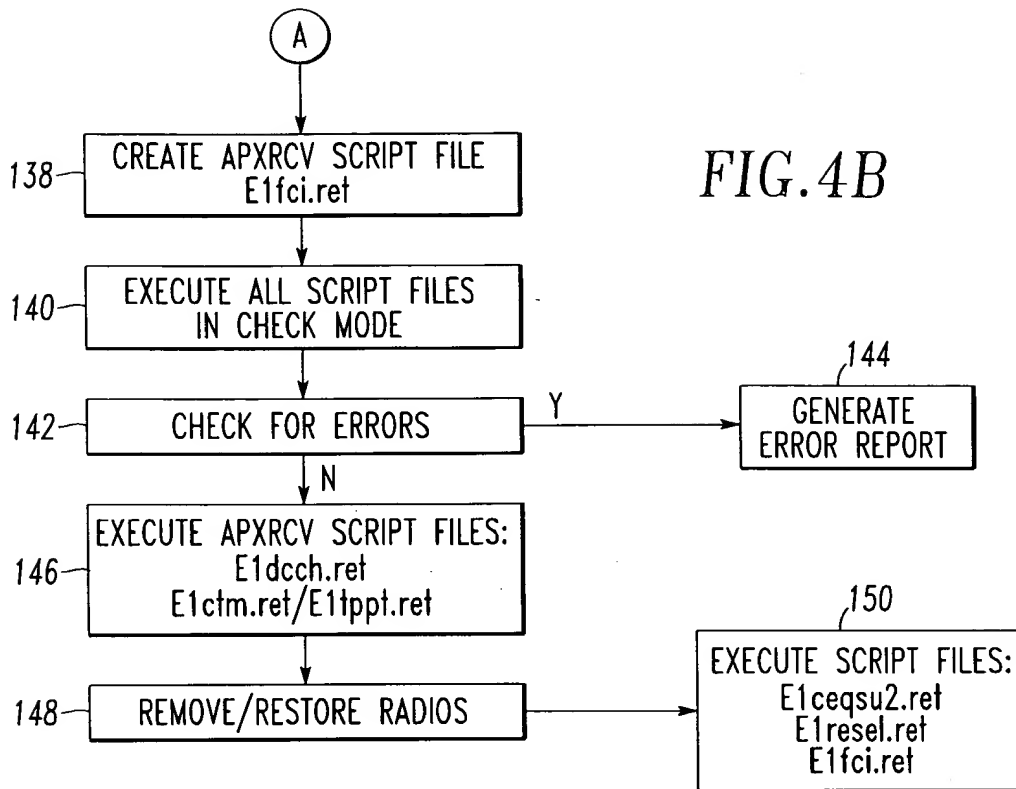 A
138
CREATE APXRCV SCRIPT FILE
E1fci.ret
FIG.4B
140
EXECUTE ALL SCRIPT FILES
IN CHECK MODE
142
CHECK FOR ERRORS
Y
144
GENERATE
ERROR REPORT
N
146
EXECUTE APXRCV SCRIPT FILES:
E1dcch.ret
E1ctm.ret/E1tppt.ret
148
REMOVE/RESTORE RADIOS
150
EXECUTE SCRIPT FILES:
E1ceqsu2.ret
E1resel.ret
E1fci.ret